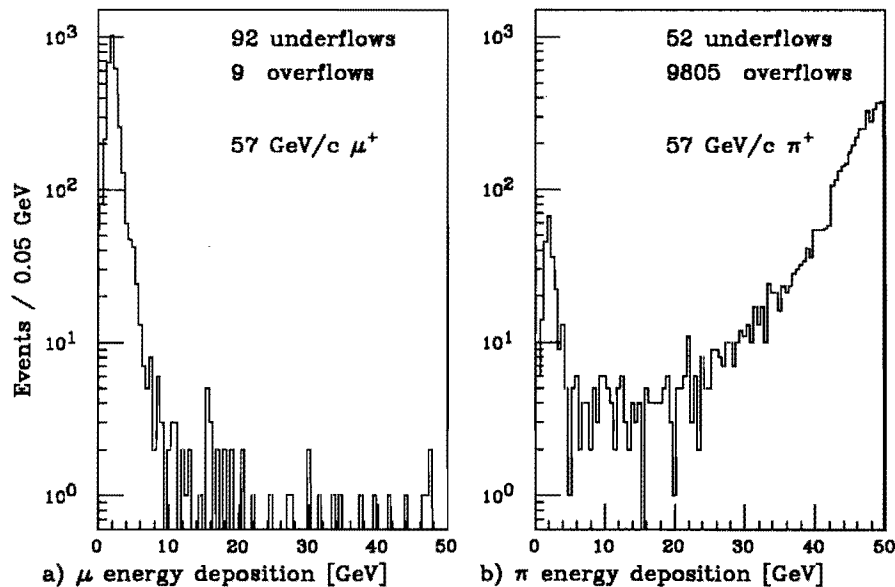 92 underflows
9 overflows
57 GeV/c μ⁺
52 underflows
9805 overflows
57 GeV/c π⁺
Events / 0.05 GeV
10³
10²
10¹
10⁰
0 10 20 30 40 50
a) μ energy deposition [GeV]
10³
10²
10¹
10⁰
0 10 20 30 40 50
b) π energy deposition [GeV]